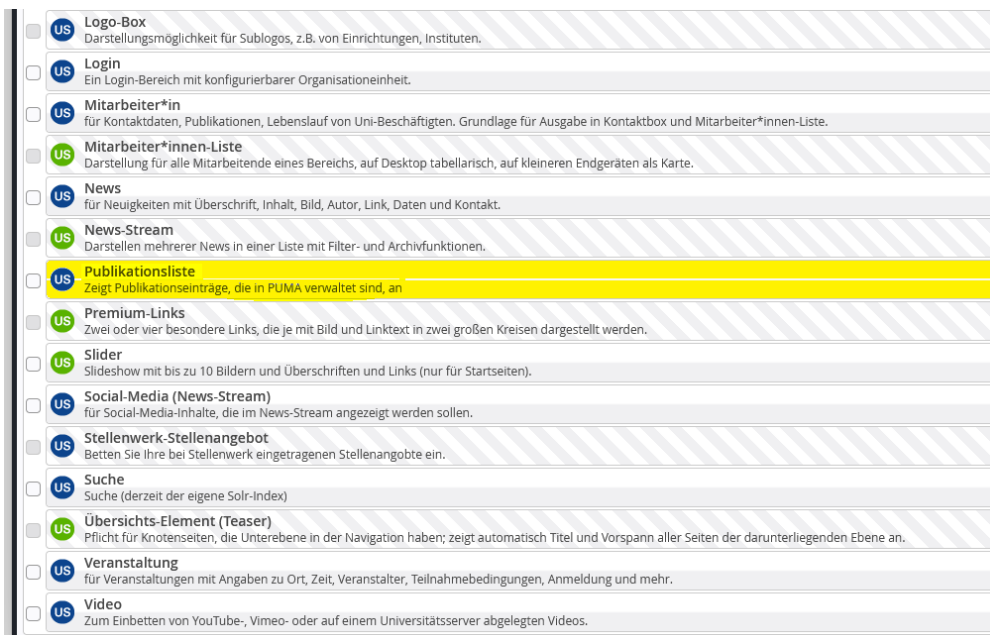 US Logo-Box
Darstellungsmöglichkeit für Sublogos, z.B. von Einrichtungen, Instituten.
US Login
Ein Login-Bereich mit konfigurierbarer Organisationeinheit.
US Mitarbeiter*in
für Kontaktdaten, Publikationen, Lebenslauf von Uni-Beschäftigten. Grundlage für Ausgabe in Kontaktbox und Mitarbeiter*innen-Liste.
US Mitarbeiter*innen-Liste
Darstellung für alle Mitarbeitende eines Bereichs, auf Desktop tabellarisch, auf kleineren Endgeräten als Karte.
US News
für Neuigkeiten mit Überschrift, Inhalt, Bild, Autor, Link, Daten und Kontakt.
US News-Stream
Darstellen mehrerer News in einer Liste mit Filter- und Archivfunktionen.
US Publikationsliste
Zeigt Publikationseinträge, die in PUMA verwaltet sind, an
US Premium-Links
Zwei oder vier besondere Links, die je mit Bild und Linktext in zwei großen Kreisen dargestellt werden.
US Slider
Slideshow mit bis zu 10 Bildern und Überschriften und Links (nur für Startseiten).
US Social-Media (News-Stream)
für Social-Media-Inhalte, die im News-Stream angezeigt werden sollen.
US Stellenwerk-Stellenangebot
Betten Sie Ihre bei Stellenwerk eingetragenen Stellenangobte ein.
US Suche
Suche (derzeit der eigene Solr-Index)
US Übersichts-Element (Teaser)
Pflicht für Knotenseiten, die Unterebene in der Navigation haben; zeigt automatisch Titel und Vorspann aller Seiten der darunterliegenden Ebene an.
US Veranstaltung
für Veranstaltungen mit Angaben zu Ort, Zeit, Veranstalter, Teilnahmebedingungen, Anmeldung und mehr.
US Video
Zum Einbetten von YouTube-, Vimeo- oder auf einem Universitätsserver abgelegten Videos.